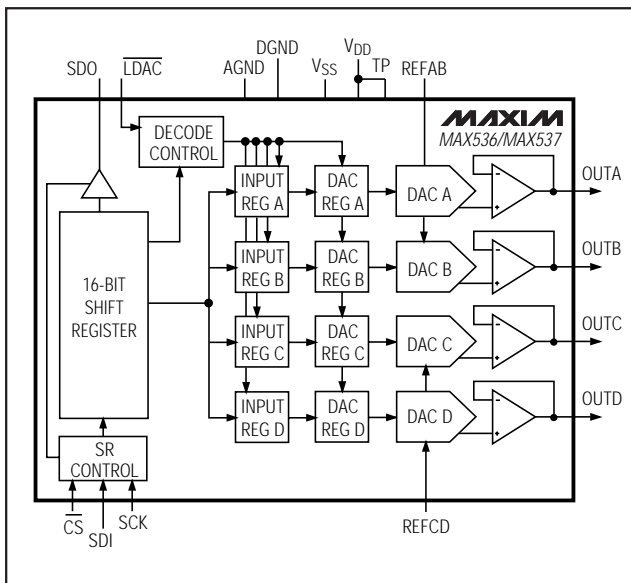 DGND
VDD
SDO
LDAC
AGND
VSS
TP
REFAB
MAXIM
MAX536/MAX537
DECODE
CONTROL
INPUT
REG A
DAC
REG A
DAC A
OUTA
INPUT
REG B
DAC
REG B
DAC B
OUTB
16-BIT
SHIFT
REGISTER
INPUT
REG C
DAC
REG C
DAC C
OUTC
INPUT
REG D
DAC
REG D
DAC D
OUTD
SR
CONTROL
CS
SDI
SCK
REFCD